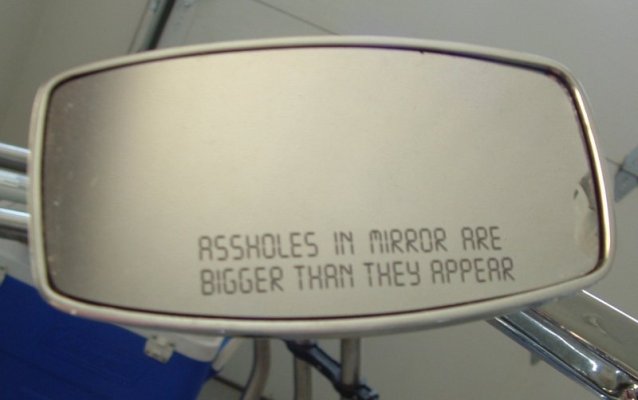 ASSHOLES IN MIRROR ARE
BIGGER THAN THEY APPEAR